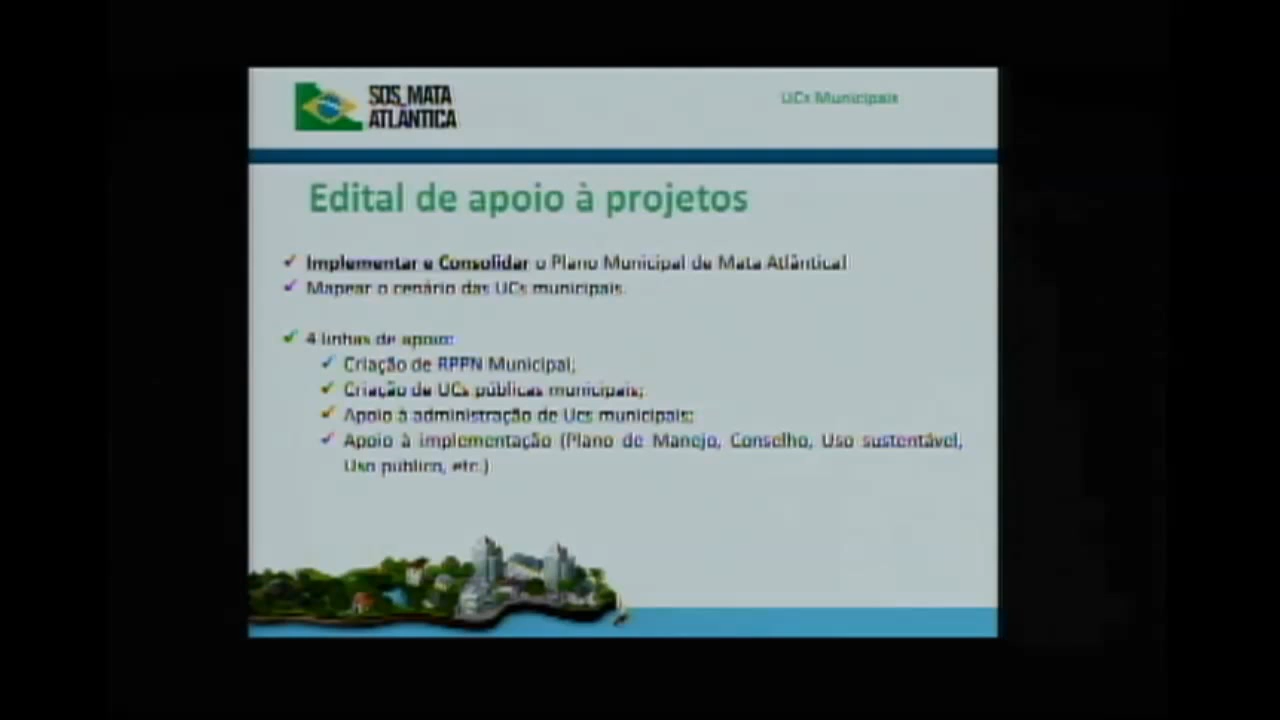 SOS MATA
ATLÂNTICA
UCs Municipais
Edital de apoio à projetos
Implementar e Consolidar o Plano Municipal de Mata Atlântica!
Mapear o cenário das UCs municipais.
4 linhas de apoio:
Criação de RPPN Municipal;
Criação de UCs públicas municipais;
Apoio à administração de Ucs municipais;
Apoio à implementação (Plano de Manejo, Conselho, Uso sustentável,
Uso público, etc.)